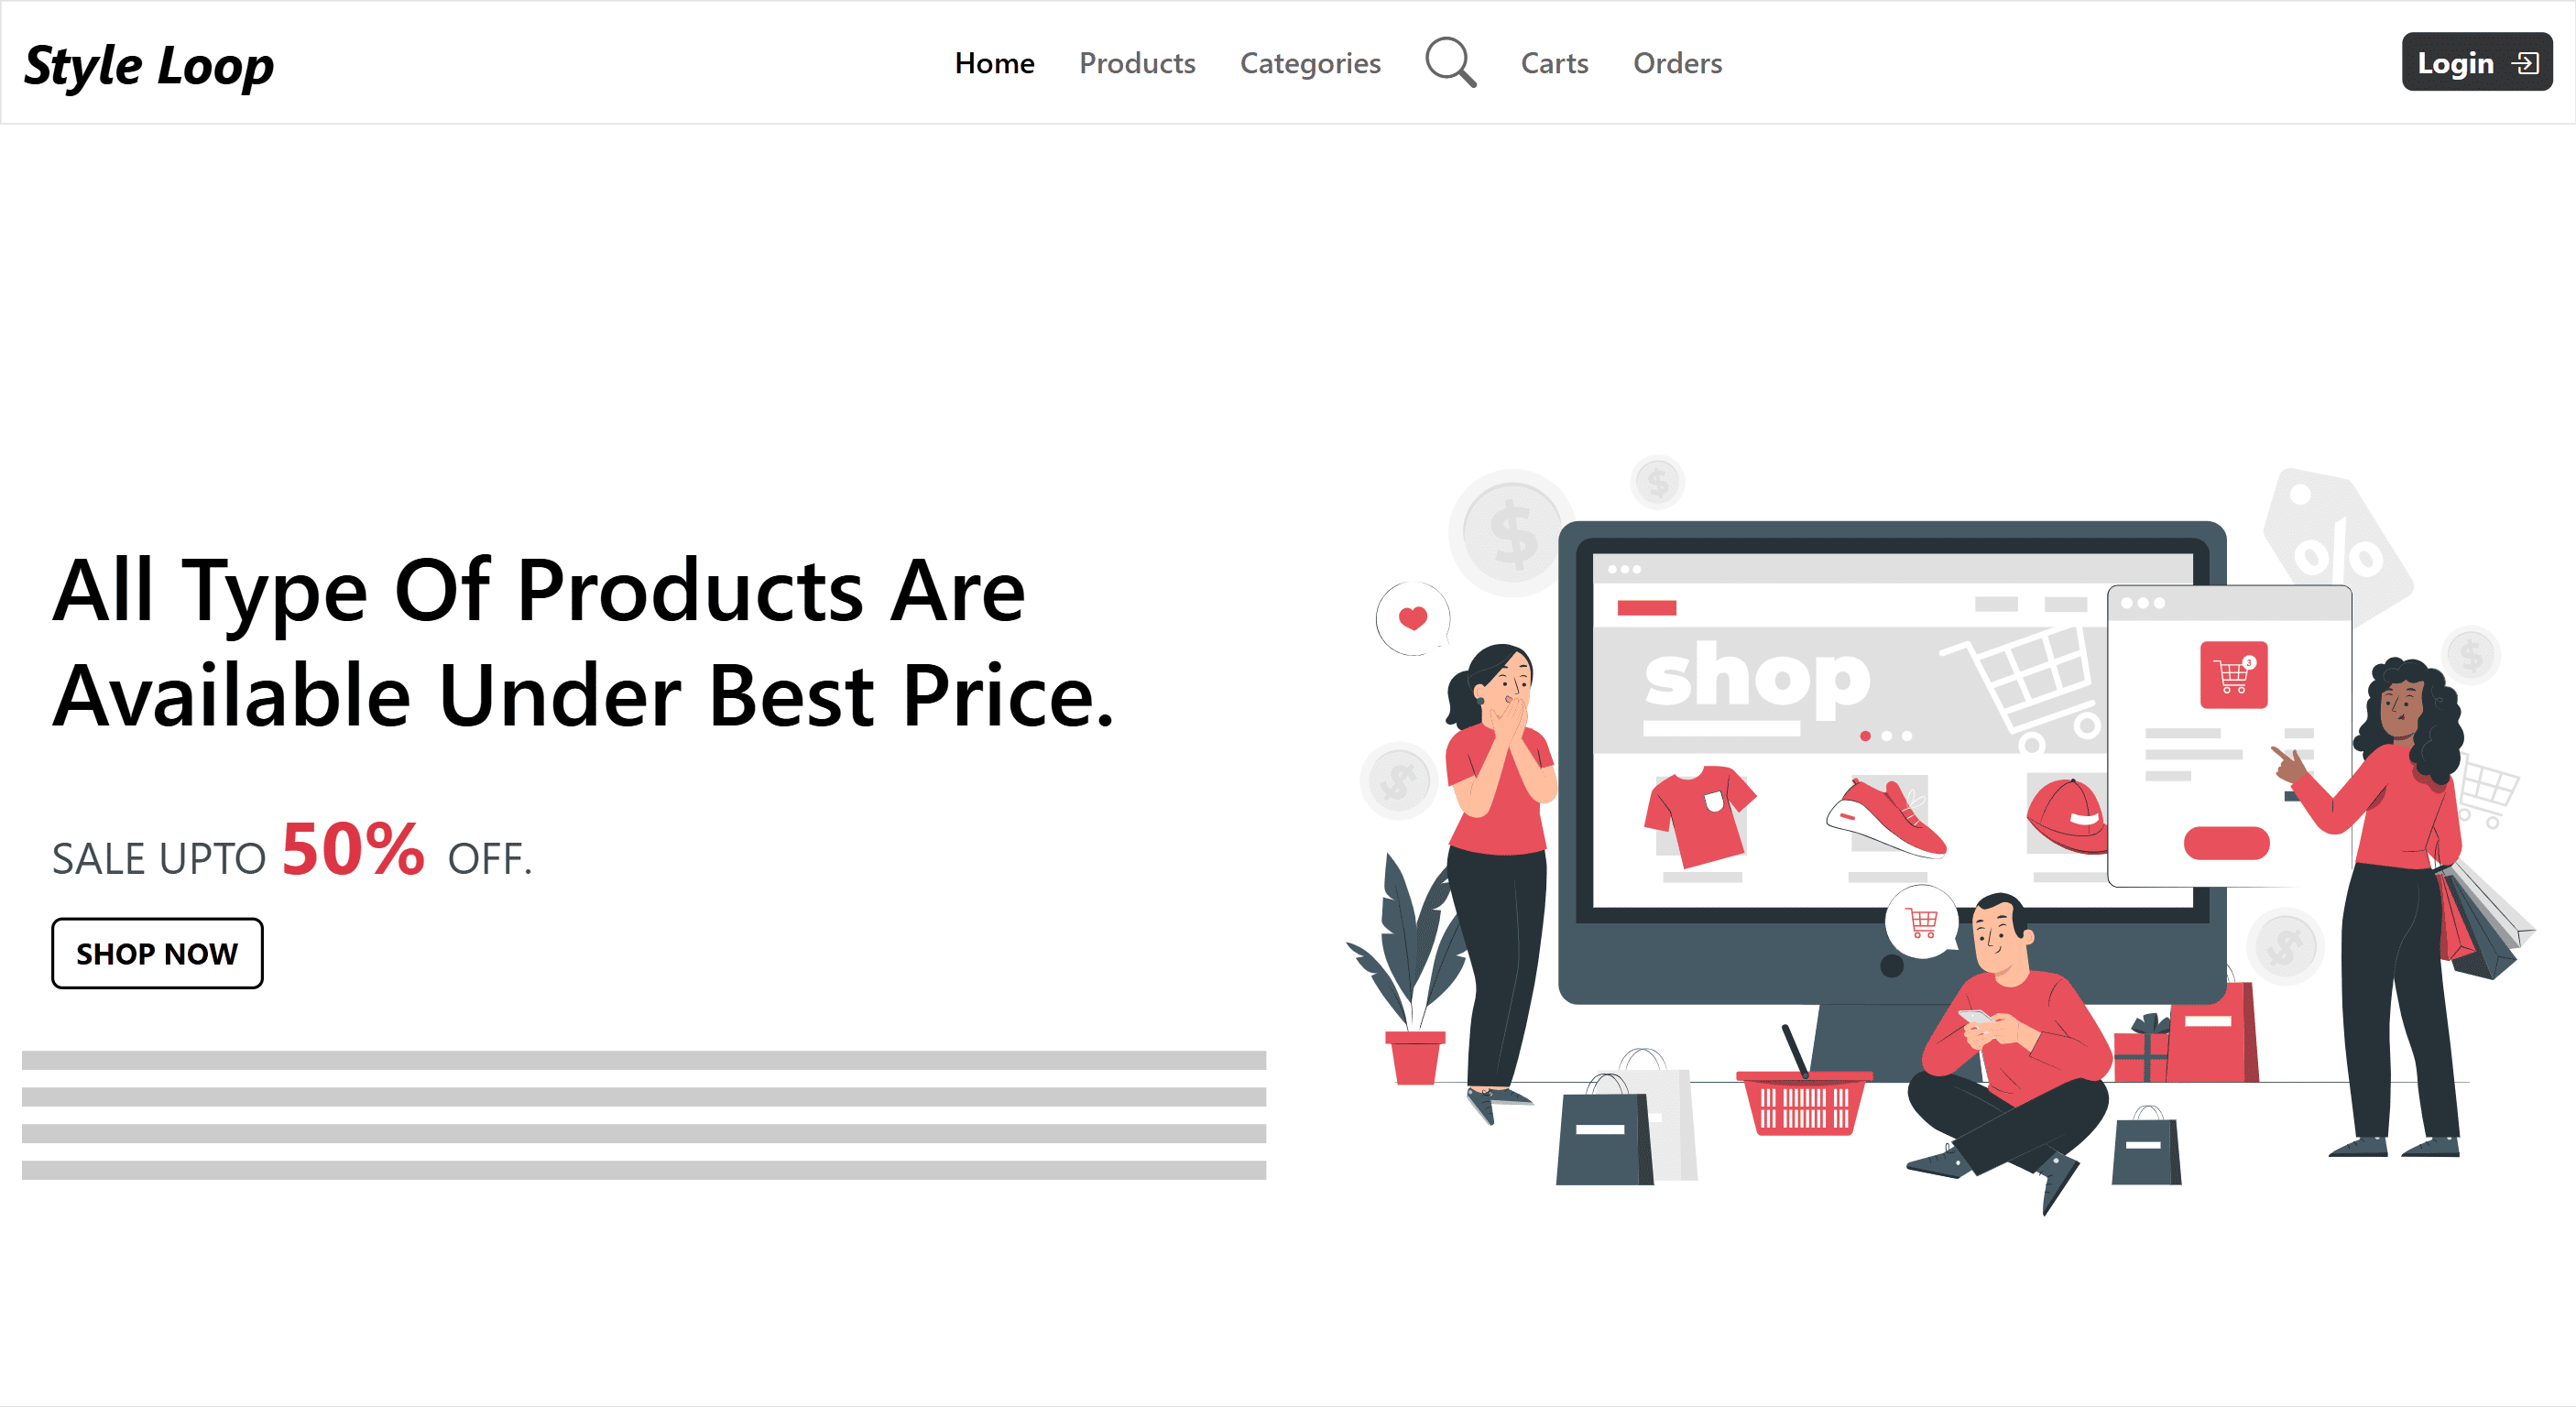 Style Loop
Home Products Categories Carts Orders
Login
All Type Of Products Are
Available Under Best Price.
SALE UPTO 50% OFF.
SHOP NOW
$
$
%
shop
3
$
$
$